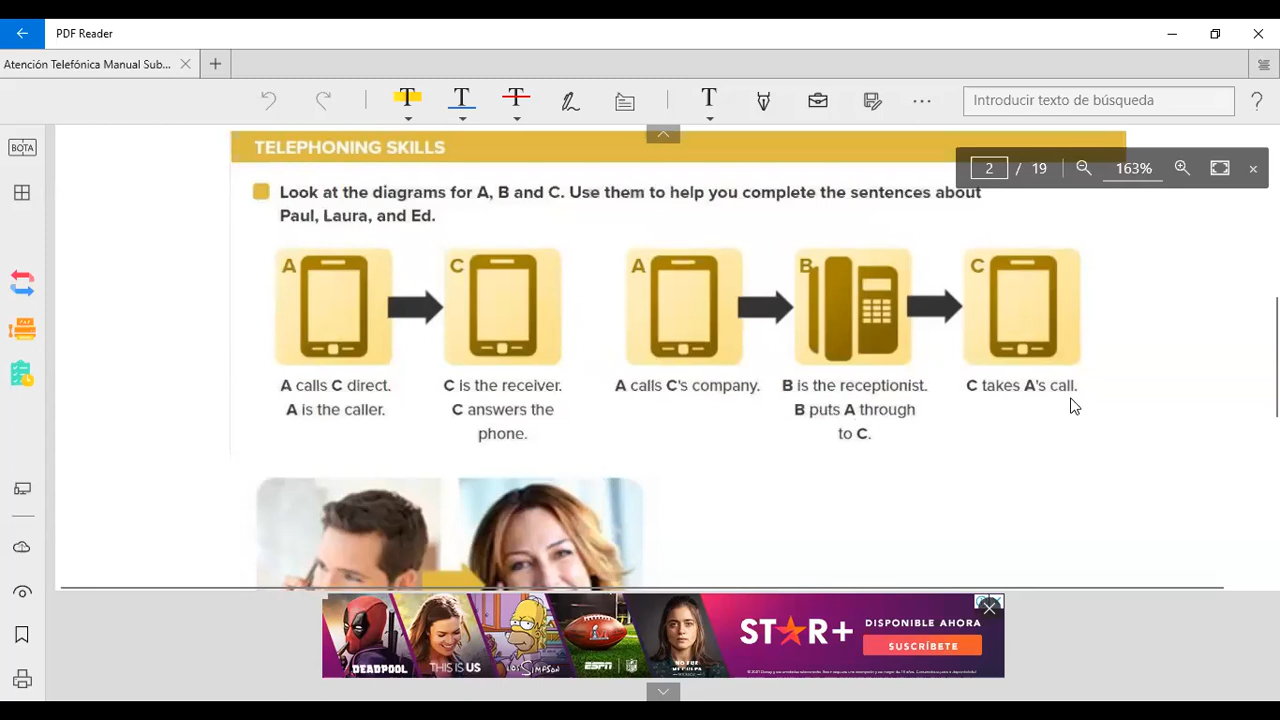 PDF Reader
Atención Telefónica Manual Sub...
Introducir texto de búsqueda
BOTA
2 / 19
163%
TELEPHONING SKILLS
Look at the diagrams for A, B and C. Use them to help you complete the sentences about
Paul, Laura, and Ed.
A
C
A
B
C
A calls C direct.
A is the caller.
C is the receiver.
C answers the
phone.
A calls C's company.
B is the receptionist.
B puts A through
to C.
C takes A's call.
DEADPOOL
THIS IS US
LOS SIMPSON
ESPN
NFL
STAR+
DISPONIBLE AHORA
SUSCRÍBETE